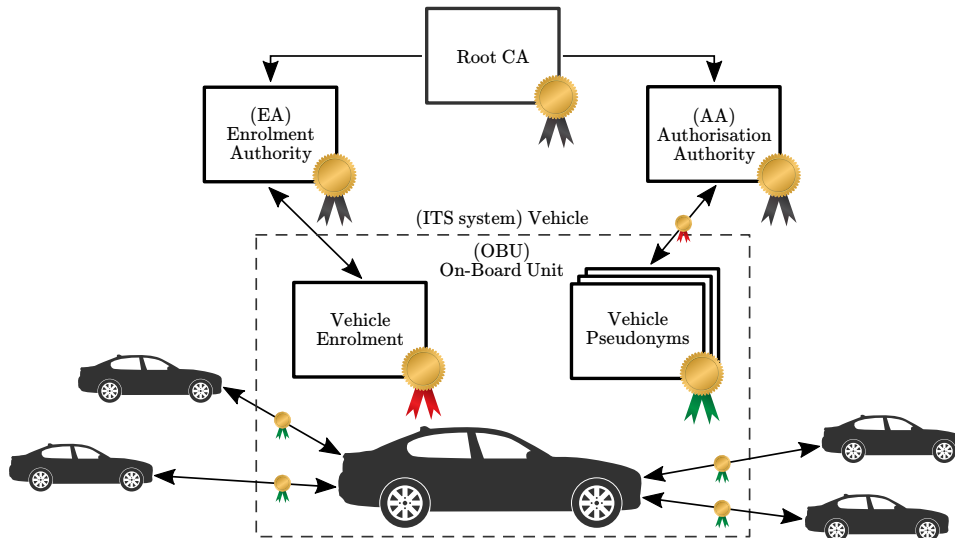 Root CA
(EA)
Enrolment
Authority
(AA)
Authorisation
Authority
(ITS system) Vehicle
(OBU)
On-Board Unit
Vehicle
Enrolment
Vehicle
Pseudonyms